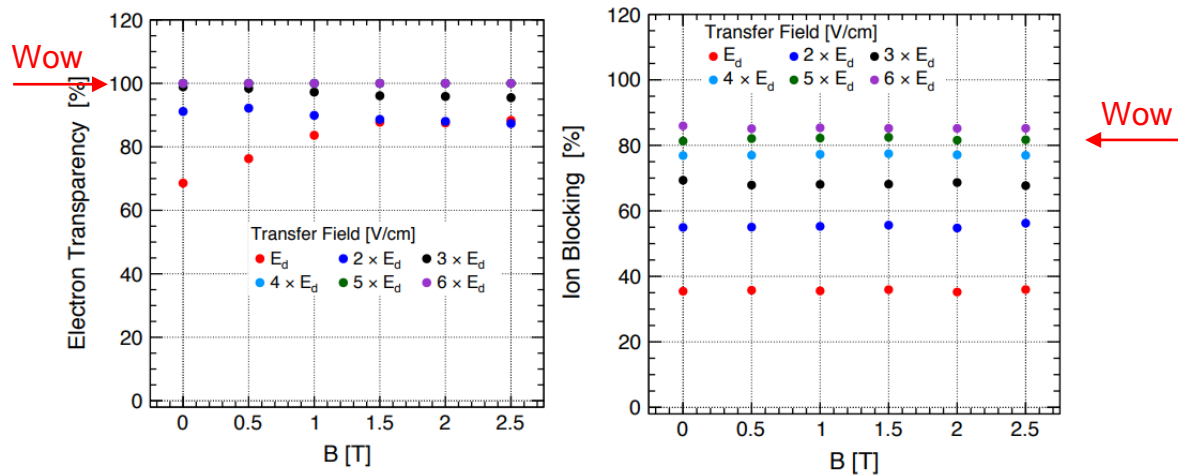 Wow
Electron Transparency [%]
120
100
80
60
40
20
0
Transfer Field [V/cm]
E_d 2 × E_d 3 × E_d
4 × E_d 5 × E_d 6 × E_d
0 0.5 1 1.5 2 2.5
B [T]
Ion Blocking [%]
120
100
80
60
40
20
0
Transfer Field [V/cm]
E_d 2 × E_d 3 × E_d
4 × E_d 5 × E_d 6 × E_d
0 0.5 1 1.5 2 2.5
B [T]
Wow